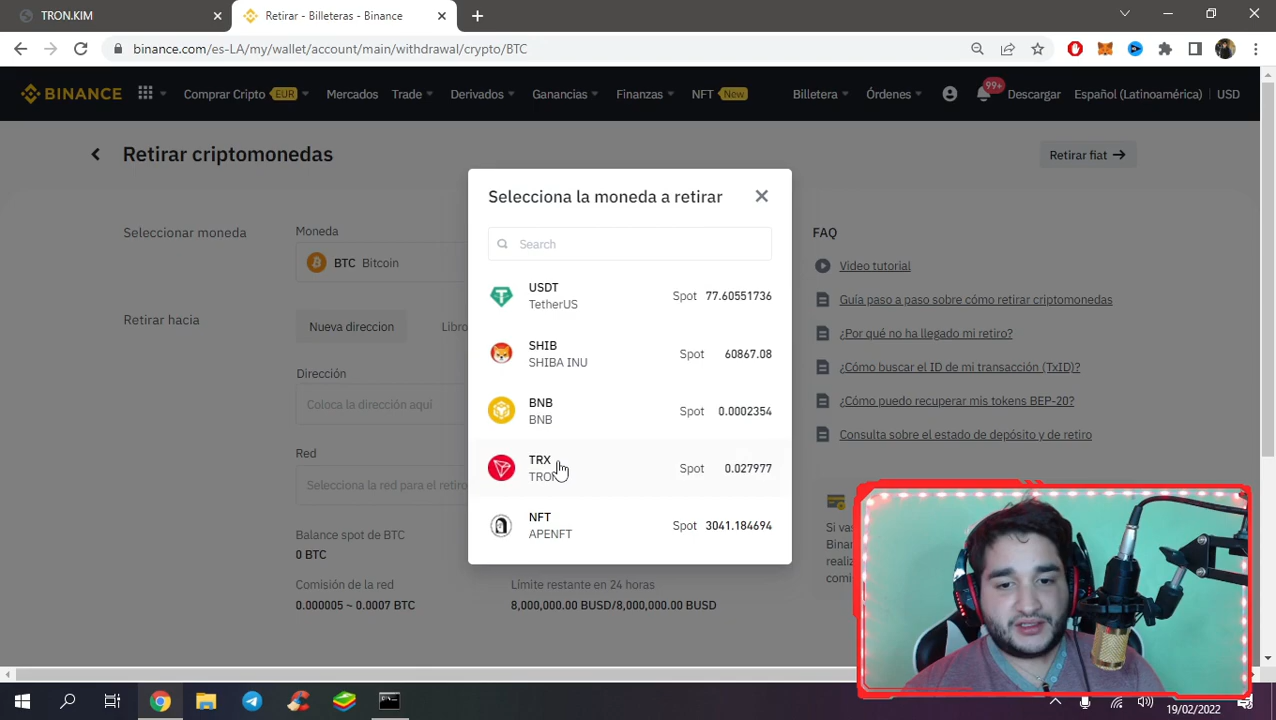 TRON.KIM
Retirar - Billeteras - Binance
binance.com/es-LA/my/wallet/account/main/withdrawal/crypto/BTC
BINANCE
Comprar Cripto EUR
Mercados
Trade
Derivados
Ganancias
Finanzas
NFT New
Billetera
Órdenes
99+
Descargar
Español (Latinoamérica)
USD
Retirar criptomonedas
Retirar fiat
Seleccionar moneda
Moneda
BTC Bitcoin
Retirar hacia
Nueva direccion
Libro
Dirección
Coloca la dirección aquí
Red
Selecciona la red para el retiro
Balance spot de BTC
0 BTC
Comisión de la red
0.000005 ~ 0.0007 BTC
Límite restante en 24 horas
8,000,000.00 BUSD/8,000,000.00 BUSD
Selecciona la moneda a retirar
Search
USDT
TetherUS
Spot 77.60551736
SHIB
SHIBA INU
Spot 60867.08
BNB
BNB
Spot 0.0002354
TRX
TRON
Spot 0.027977
NFT
APENFT
Spot 3041.184694
FAQ
Video tutorial
Guía paso a paso sobre cómo retirar criptomonedas
¿Por qué no ha llegado mi retiro?
¿Cómo buscar el ID de mi transacción (TxID)?
¿Cómo puedo recuperar mis tokens BEP-20?
Consulta sobre el estado de depósito y de retiro
Si vas
Binan
realiz
comis
19/02/2022